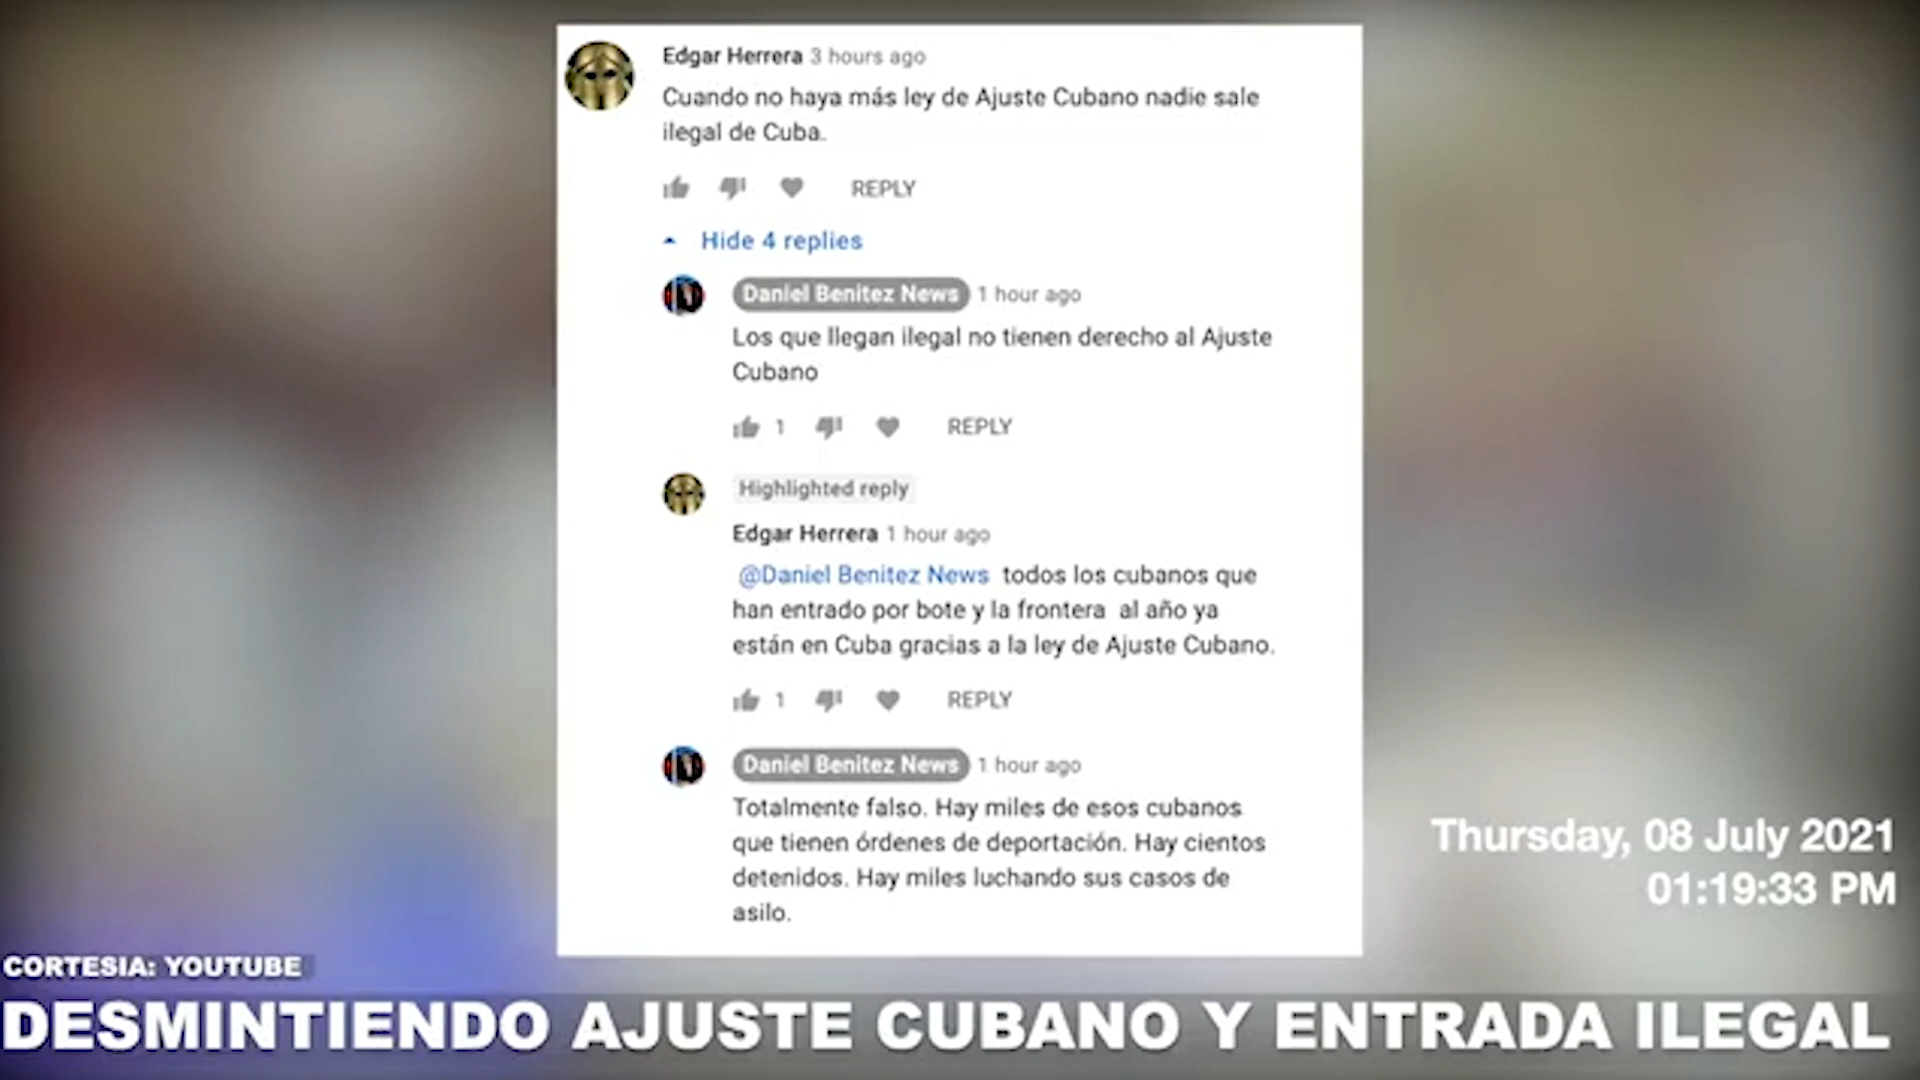 Edgar Herrera 3 hours ago
Cuando no haya más ley de Ajuste Cubano nadie sale
ilegal de Cuba.
REPLY
Hide 4 replies
Daniel Benitez News 1 hour ago
Los que llegan ilegal no tienen derecho al Ajuste
Cubano
1 REPLY
Highlighted reply
Edgar Herrera 1 hour ago
@Daniel Benitez News todos los cubanos que
han entrado por bote y la frontera al año ya
están en Cuba gracias a la ley de Ajuste Cubano.
1 REPLY
Daniel Benitez News 1 hour ago
Totalmente falso. Hay miles de esos cubanos
que tienen órdenes de deportación. Hay cientos
detenidos. Hay miles luchando sus casos de
asilo.
Thursday, 08 July 2021
01:19:33 PM
CORTESIA: YOUTUBE
DESMINTIENDO AJUSTE CUBANO Y ENTRADA ILEGAL